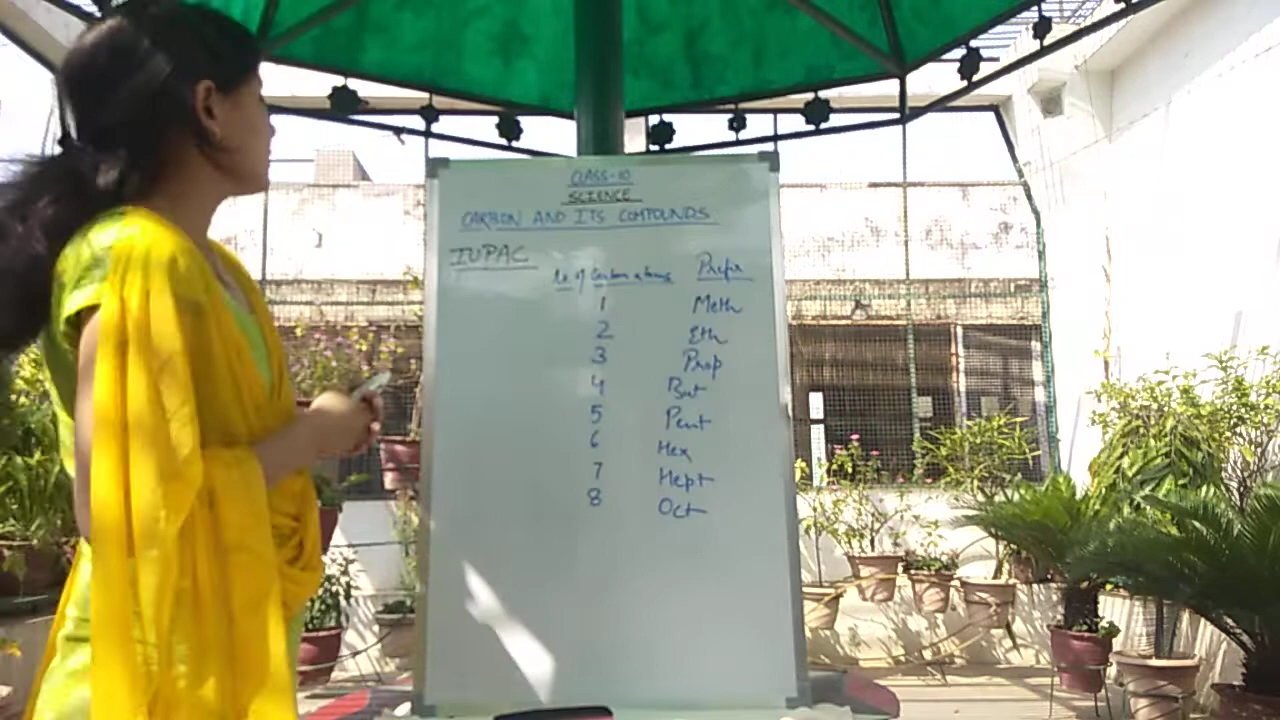 CLASS-10
SCIENCE
CARBON AND ITS COMPOUNDS
IUPAC
No of Carbon atoms Prefix
1 Meth
2 Eth
3 Prop
4 But
5 Pent
6 Hex
7 Hept
8 Oct